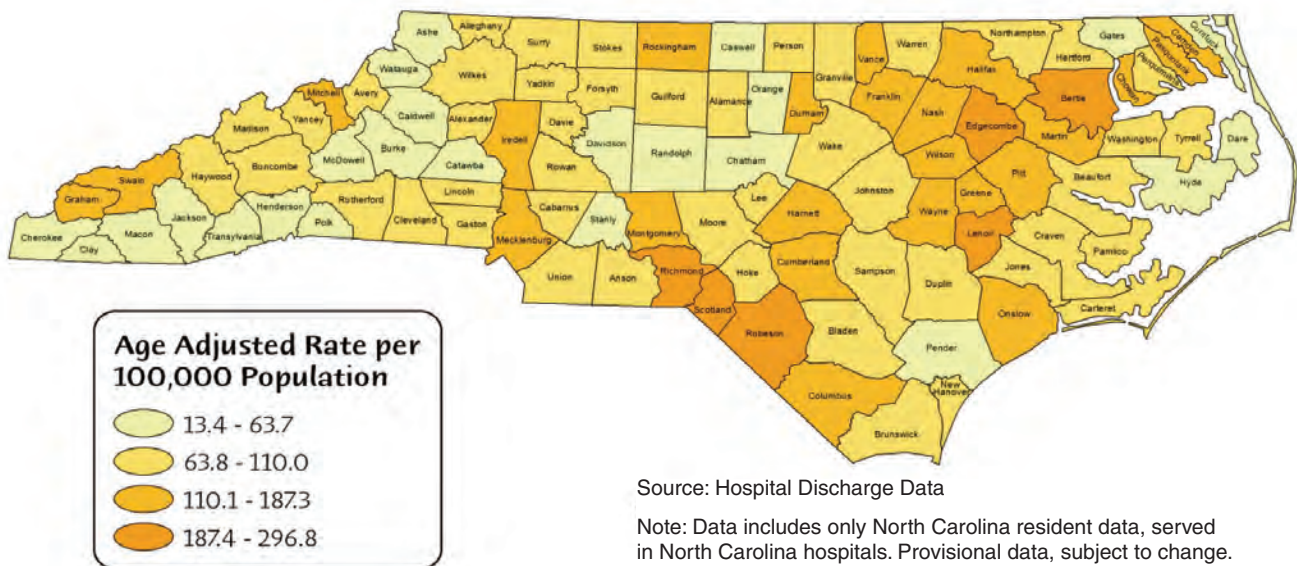 Ashe
Alleghany
Surry
Stokes
Rockingham
Caswell
Person
Granville
Vance
Warren
Northampton
Gates
Currituck
Camden
Pasquotank
Perquimans
Chowan
Hertford
Halifax
Bertie
Watauga
Wilkes
Yadkin
Forsyth
Guilford
Alamance
Orange
Durham
Franklin
Nash
Edgecombe
Martin
Washington
Tyrrell
Dare
Mitchell
Avery
Caldwell
Alexander
Iredell
Davie
Davidson
Randolph
Chatham
Wake
Wilson
Pitt
Beaufort
Hyde
Madison
Yancey
McDowell
Burke
Catawba
Rowan
Johnston
Greene
Wayne
Lenoir
Craven
Pamlico
Swain
Graham
Haywood
Buncombe
Rutherford
Cleveland
Lincoln
Gaston
Cabarrus
Stanly
Montgomery
Moore
Lee
Harnett
Cherokee
Clay
Macon
Jackson
Transylvania
Henderson
Polk
Mecklenburg
Union
Anson
Richmond
Scotland
Hoke
Cumberland
Sampson
Duplin
Jones
Carteret
Onslow
Robeson
Bladen
Pender
New
Hanover
Columbus
Brunswick
Age Adjusted Rate per
100,000 Population
13.4 - 63.7
63.8 - 110.0
110.1 - 187.3
187.4 - 296.8
Source: Hospital Discharge Data
Note: Data includes only North Carolina resident data, served
in North Carolina hospitals. Provisional data, subject to change.